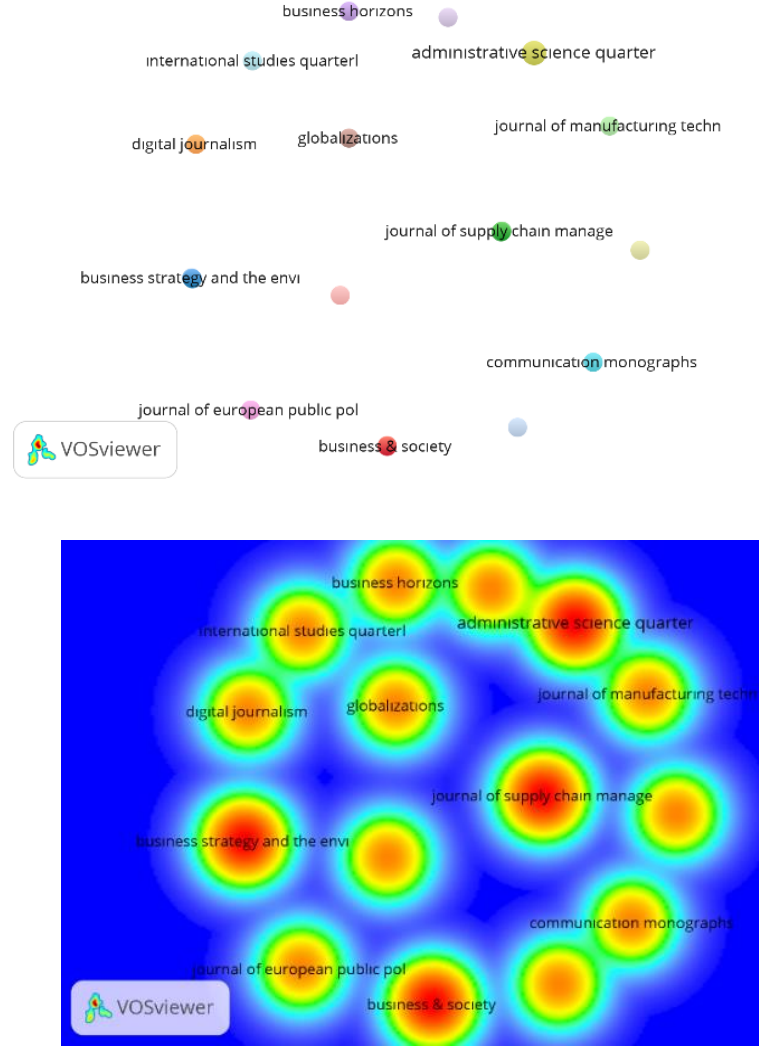 business horizons
international studies quarterl
administrative science quarter
journal of manufacturing techn
digital journalism
globalizations
journal of supply chain manage
business strategy and the envi
communication monographs
journal of european public pol
business & society
VOSviewer
business horizons
international studies quarterl
administrative science quarter
journal of manufacturing techn
digital journalism
globalizations
journal of supply chain manage
business strategy and the envi
communication monographs
journal of european public pol
business & society
VOSviewer